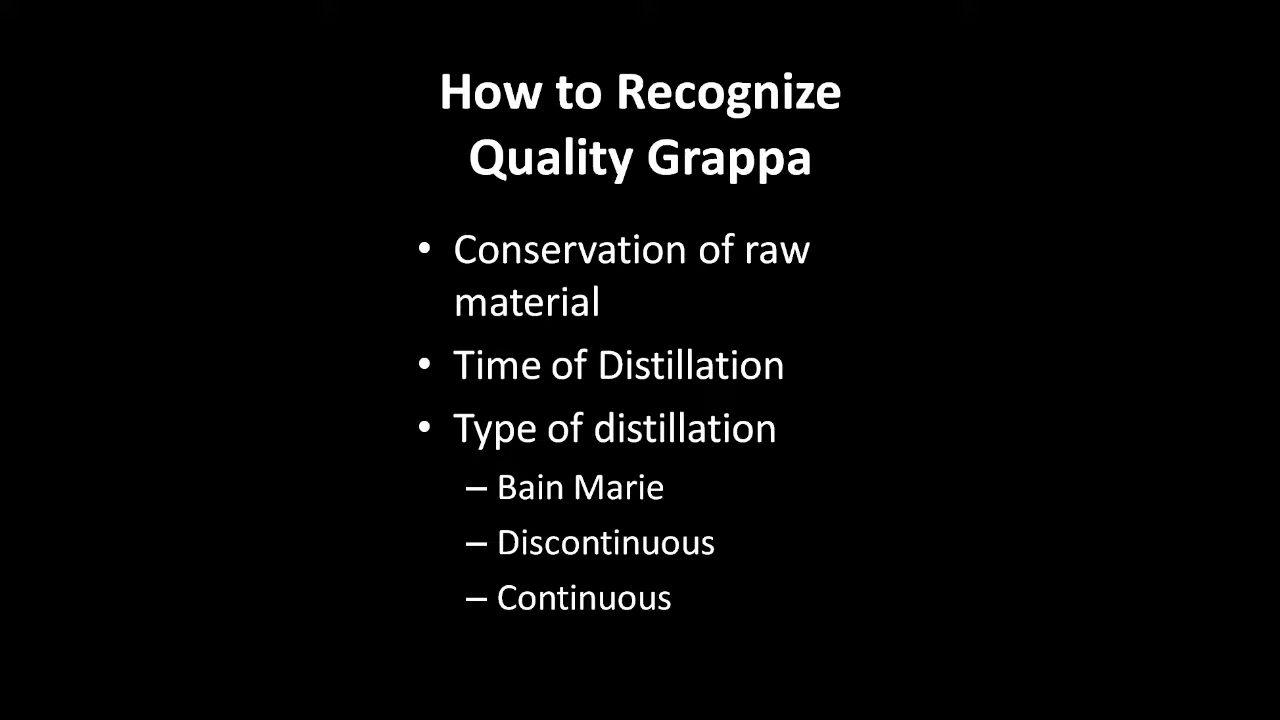 How to Recognize
Quality Grappa
• Conservation of raw
material
• Time of Distillation
• Type of distillation
– Bain Marie
– Discontinuous
– Continuous